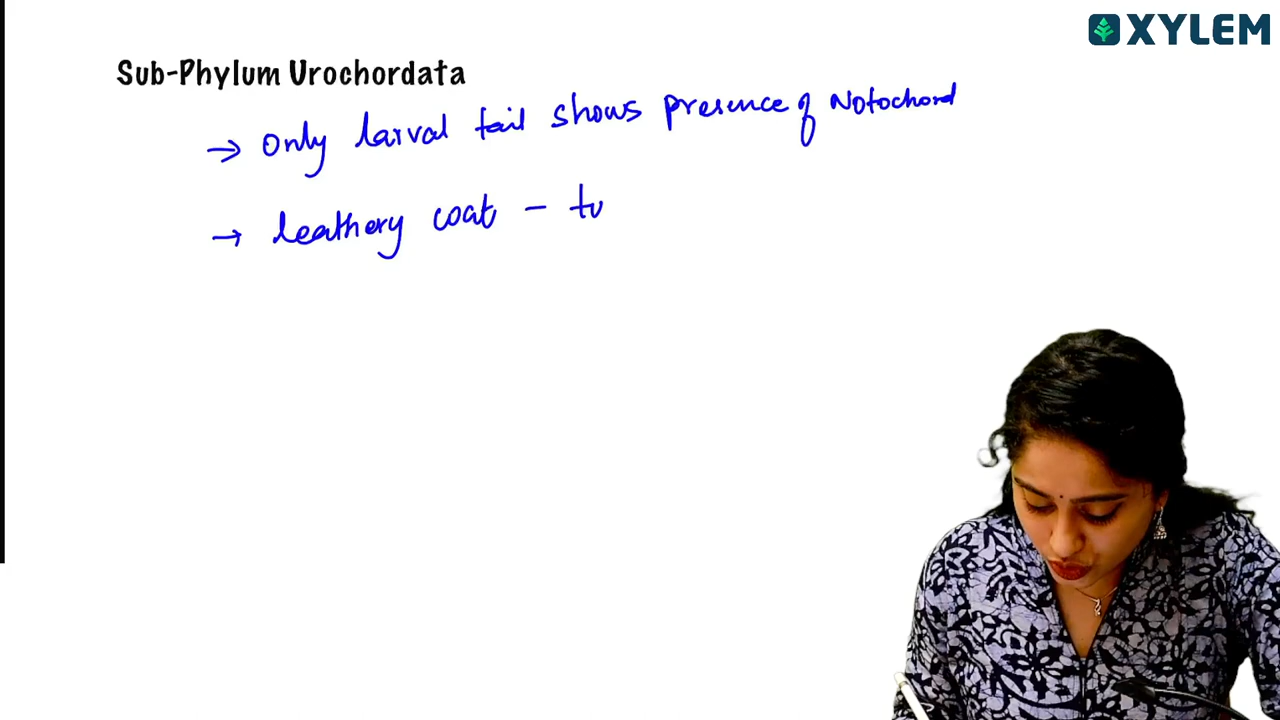 XYLEM
Sub-Phylum Urochordata
→ Only larval tail shows presence of Notochord
→ leathery coat - tu